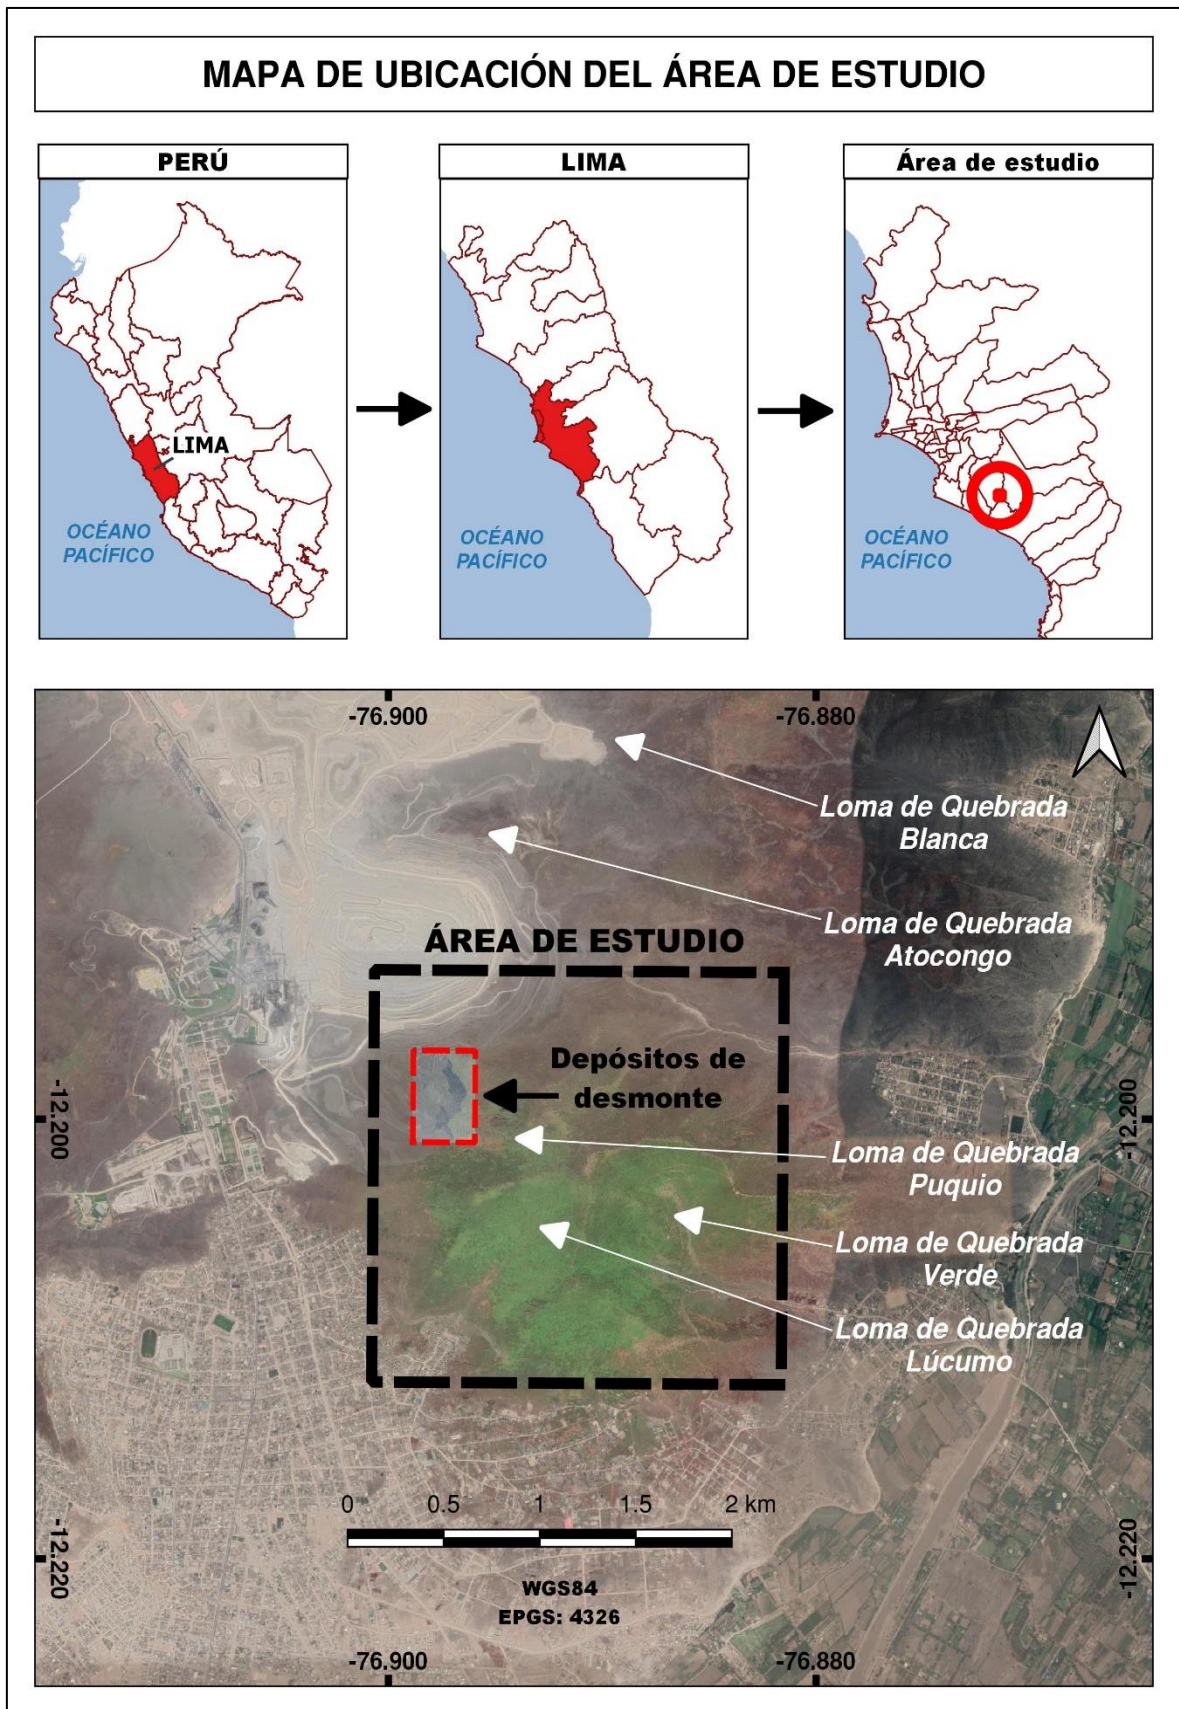 MAPA DE UBICACIÓN DEL ÁREA DE ESTUDIO
PERÚ
LIMA
Área de estudio
LIMA
OCÉANO
PACÍFICO
OCÉANO
PACÍFICO
OCÉANO
PACÍFICO
-76.900
-76.880
Loma de Quebrada
Blanca
Loma de Quebrada
Atocongo
ÁREA DE ESTUDIO
Depósitos de
desmonte
-12.200
-12.200
Loma de Quebrada
Puquio
Loma de Quebrada
Verde
Loma de Quebrada
Lúcumo
0 0.5 1 1.5 2 km
-12.220
-12.220
WGS84
EPGS: 4326
-76.900
-76.880